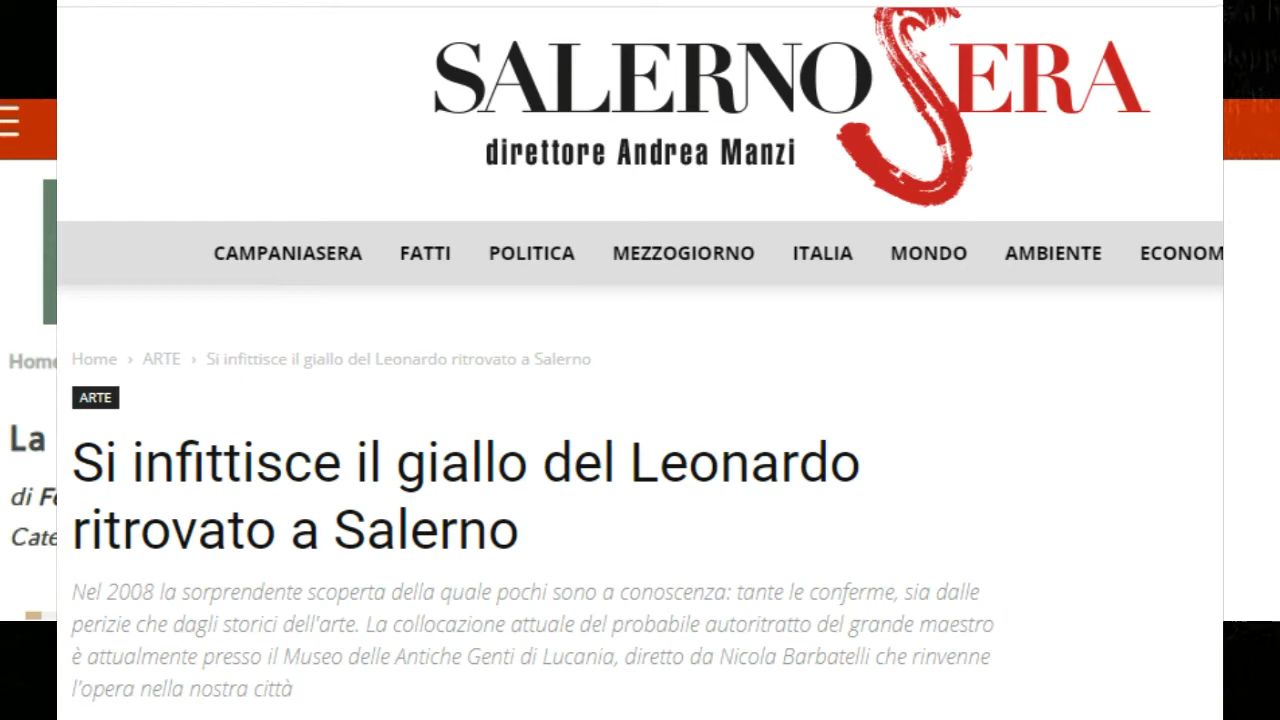 SALERNOSERA
direttore Andrea Manzi
CAMPANIASERA FATTI POLITICA MEZZOGIORNO ITALIA MONDO AMBIENTE ECONOM
Home
Home › ARTE › Si infittisce il giallo del Leonardo ritrovato a Salerno
ARTE
La
Si infittisce il giallo del Leonardo
di
ritrovato a Salerno
Nel 2008 la sorprendente scoperta della quale pochi sono a conoscenza: tante le conferme, sia dalle
perizie che dagli storici dell'arte. La collocazione attuale del probabile autoritratto del grande maestro
è attualmente presso il Museo delle Antiche Genti di Lucania, diretto da Nicola Barbatelli che rinvenne
l'opera nella nostra città